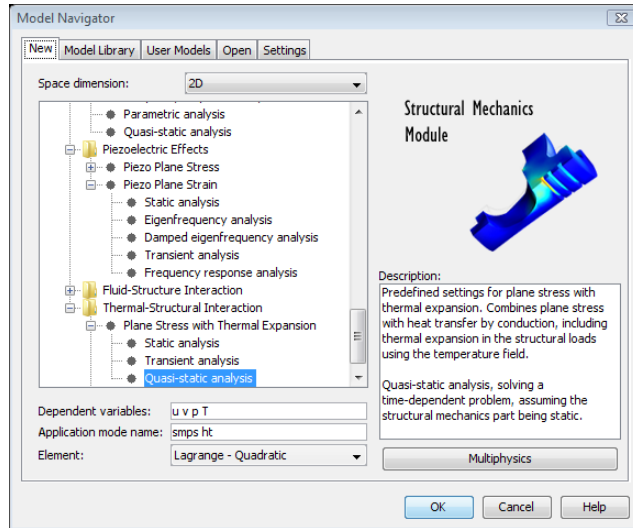 Model Navigator
New Model Library User Models Open Settings
Space dimension: 2D
Parametric analysis
Quasi-static analysis
Piezoelectric Effects
Piezo Plane Stress
Piezo Plane Strain
Static analysis
Eigenfrequency analysis
Damped eigenfrequency analysis
Transient analysis
Frequency response analysis
Fluid-Structure Interaction
Thermal-Structural Interaction
Plane Stress with Thermal Expansion
Static analysis
Transient analysis
Quasi-static analysis
Dependent variables: u v p T
Application mode name: smps ht
Element: Lagrange - Quadratic
Structural Mechanics
Module
Description:
Predefined settings for plane stress with
thermal expansion. Combines plane stress
with heat transfer by conduction, including
thermal expansion in the structural loads
using the temperature field.
Quasi-static analysis, solving a
time-dependent problem, assuming the
structural mechanics part being static.
Multiphysics
OK Cancel Help